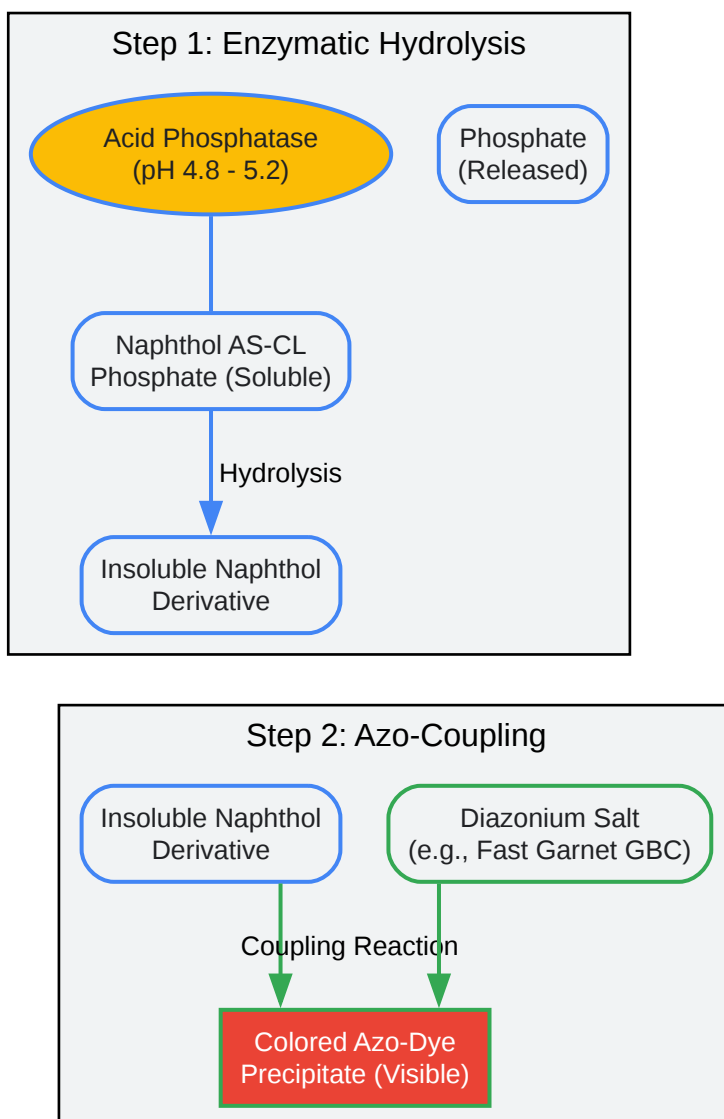 Step 1: Enzymatic Hydrolysis
Acid Phosphatase
(pH 4.8 - 5.2)
Phosphate
(Released)
Naphthol AS-CL
Phosphate (Soluble)
Hydrolysis
Insoluble Naphthol
Derivative
Step 2: Azo-Coupling
Insoluble Naphthol
Derivative
Diazonium Salt
(e.g., Fast Garnet GBC)
Coupling Reaction
Colored Azo-Dye
Precipitate (Visible)